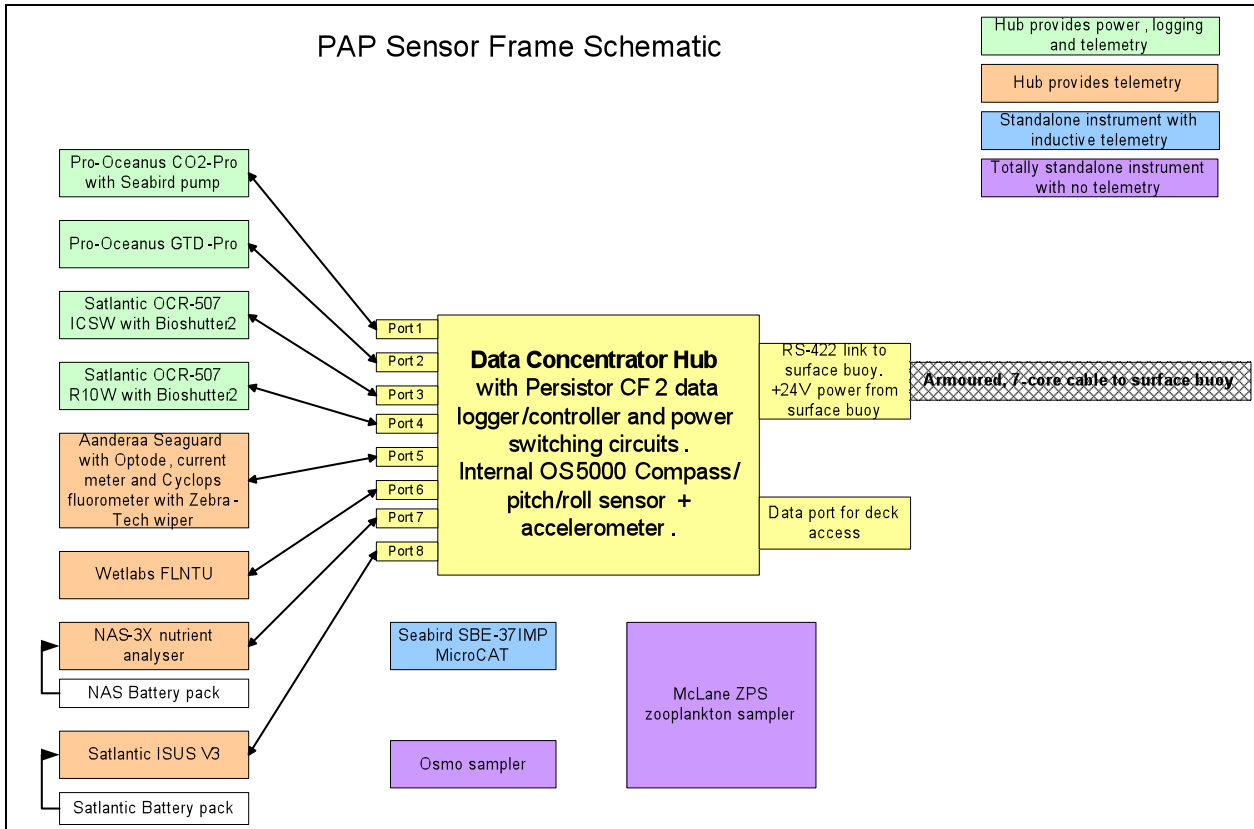 PAP Sensor Frame Schematic
Hub provides power , logging
and telemetry
Hub provides telemetry
Standalone instrument with
inductive telemetry
Totally standalone instrument
with no telemetry
Pro-Oceanus CO2-Pro
with Seabird pump
Pro-Oceanus GTD -Pro
Satlantic OCR-507
ICSW with Bioshutter2
Satlantic OCR-507
R10W with Bioshutter2
Aanderaa Seaguard
with Optode, current
meter and Cyclops
fluorometer with Zebra -
Tech wiper
Wetlabs FLNTU
NAS-3X nutrient
analyser
NAS Battery pack
Satlantic ISUS V3
Satlantic Battery pack
Port 1
Port 2
Port 3
Port 4
Port 5
Port 6
Port 7
Port 8
Data Concentrator Hub
with Persistor CF 2 data
logger/controller and power
switching circuits .
Internal OS5000 Compass/
pitch/roll sensor +
accelerometer .
RS-422 link to
surface buoy.
+24V power from
surface buoy
Armoured, 7-core cable to surface buoy
Data port for deck
access
Seabird SBE-37IMP
MicroCAT
Osmo sampler
McLane ZPS
zooplankton sampler